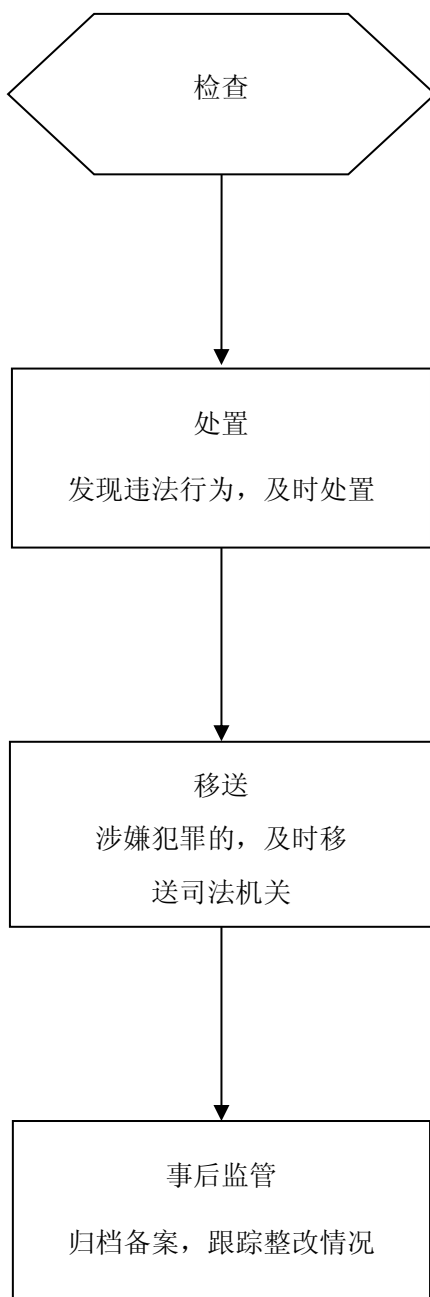 检查
处置
发现违法行为，及时处置
移送
涉嫌犯罪的，及时移
送司法机关
事后监管
归档备案，跟踪整改情况